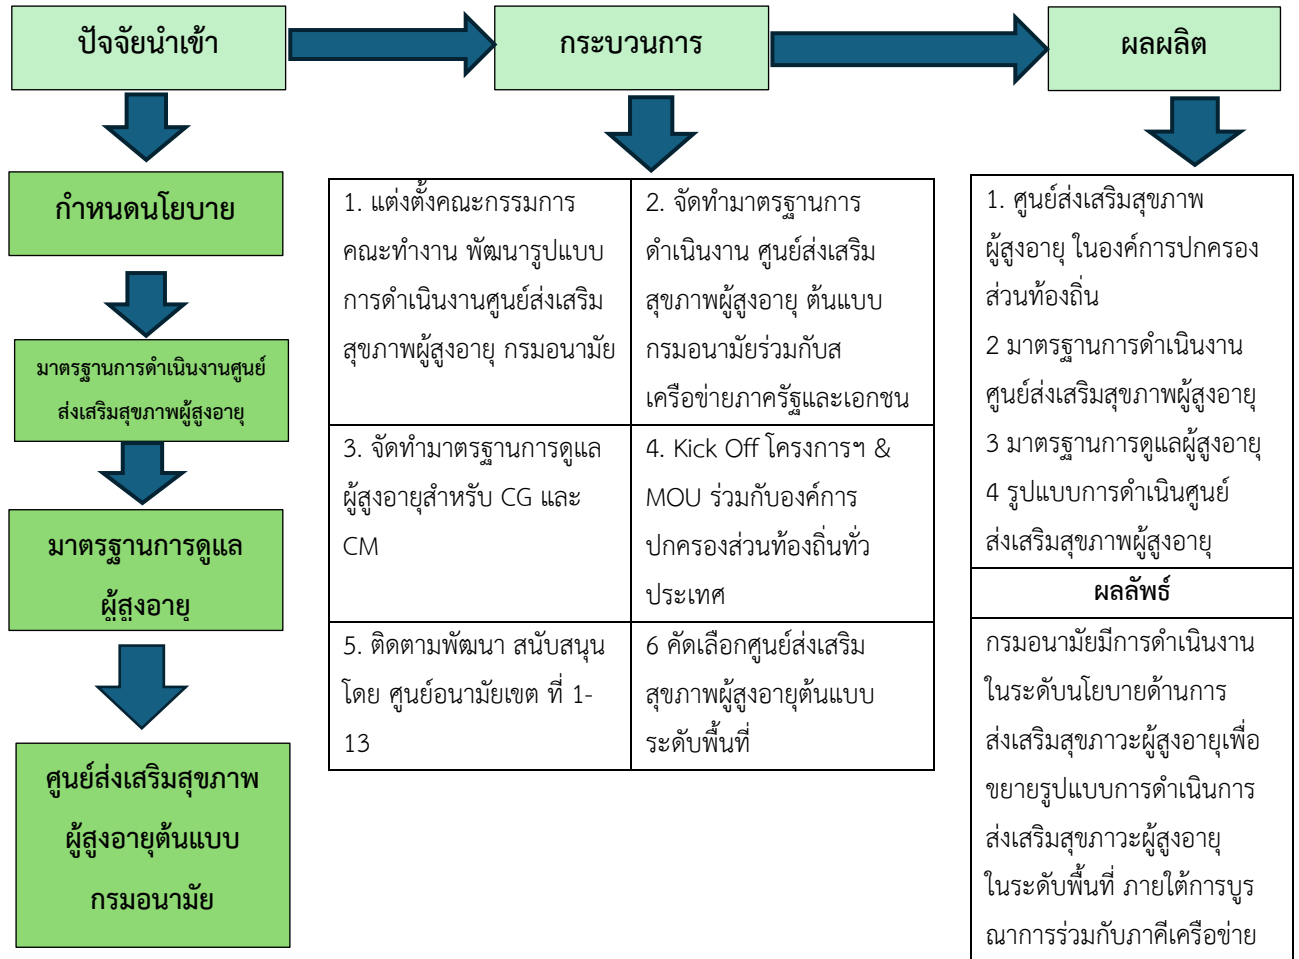 ปัจจัยนำเข้า
กระบวนการ
ผลผลิต
กำหนดนโยบาย
มาตรฐานการดำเนินงานศูนย์
ส่งเสริมสุขภาพผู้สูงอายุ
มาตรฐานการดูแล
ผู้สูงอายุ
ศูนย์ส่งเสริมสุขภาพ
ผู้สูงอายุต้นแบบ
กรมอนามัย
1. แต่งตั้งคณะกรรมการ
คณะทำงาน พัฒนารูปแบบ
การดำเนินงานศูนย์ส่งเสริม
สุขภาพผู้สูงอายุ กรมอนามัย
2. จัดทำมาตรฐานการ
ดำเนินงาน ศูนย์ส่งเสริม
สุขภาพผู้สูงอายุ ต้นแบบ
กรมอนามัยร่วมกับส
เครือข่ายภาครัฐและเอกชน
3. จัดทำมาตรฐานการดูแล
ผู้สูงอายุสำหรับ CG และ
CM
4. Kick Off โครงการฯ &
MOU ร่วมกับองค์การ
ปกครองส่วนท้องถิ่นทั่ว
ประเทศ
5. ติดตามพัฒนา สนับสนุน
โดย ศูนย์อนามัยเขต ที่ 1-
13
6 คัดเลือกศูนย์ส่งเสริม
สุขภาพผู้สูงอายุต้นแบบ
ระดับพื้นที่
1. ศูนย์ส่งเสริมสุขภาพ
ผู้สูงอายุ ในองค์การปกครอง
ส่วนท้องถิ่น
2 มาตรฐานการดำเนินงาน
ศูนย์ส่งเสริมสุขภาพผู้สูงอายุ
3 มาตรฐานการดูแลผู้สูงอายุ
4 รูปแบบการดำเนินศูนย์
ส่งเสริมสุขภาพผู้สูงอายุ
ผลลัพธ์
กรมอนามัยมีการดำเนินงาน
ในระดับนโยบายด้านการ
ส่งเสริมสุขภาวะผู้สูงอายุเพื่อ
ขยายรูปแบบการดำเนินการ
ส่งเสริมสุขภาวะผู้สูงอายุ
ในระดับพื้นที่ ภายใต้การบูร
ณาการร่วมกับภาคีเครือข่าย